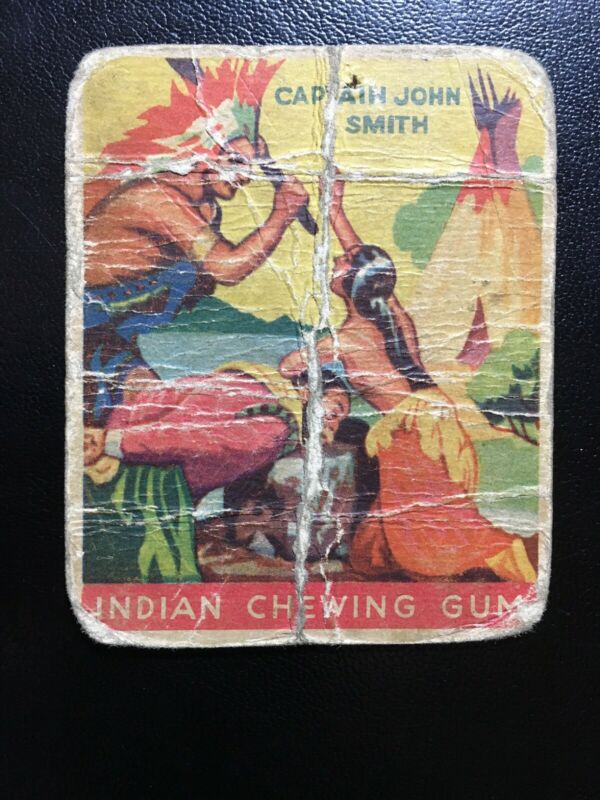 CAPTAIN JOHN
SMITH
INDIAN CHEWING GUM